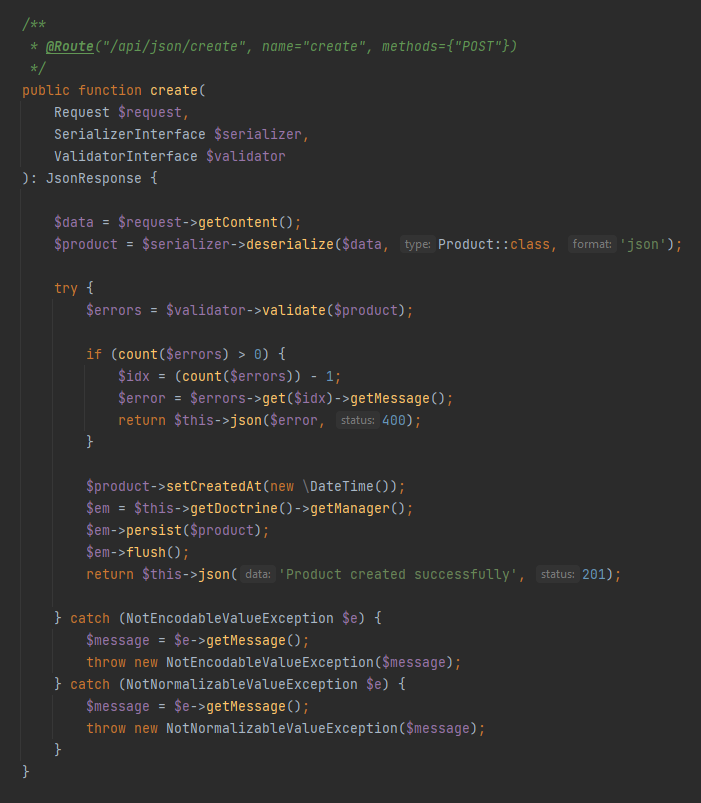 /**
 * @Route("/api/json/create", name="create", methods={"POST"})
 */
public function create(
    Request $request,
    SerializerInterface $serializer,
    ValidatorInterface $validator
): JsonResponse {
    $data = $request->getContent();
    $product = $serializer->deserialize($data, type: Product::class, format: 'json');
    try {
        $errors = $validator->validate($product);
        if (count($errors) > 0) {
            $idx = (count($errors)) - 1;
            $error = $errors->get($idx)->getMessage();
            return $this->json($error, status: 400);
        }
        $product->setCreatedAt(new \DateTime());
        $em = $this->getDoctrine()->getManager();
        $em->persist($product);
        $em->flush();
        return $this->json( data: 'Product created successfully', status: 201);
    } catch (NotEncodableValueException $e) {
        $message = $e->getMessage();
        throw new NotEncodableValueException($message);
    } catch (NotNormalizableValueException $e) {
        $message = $e->getMessage();
        throw new NotNormalizableValueException($message);
    }
}